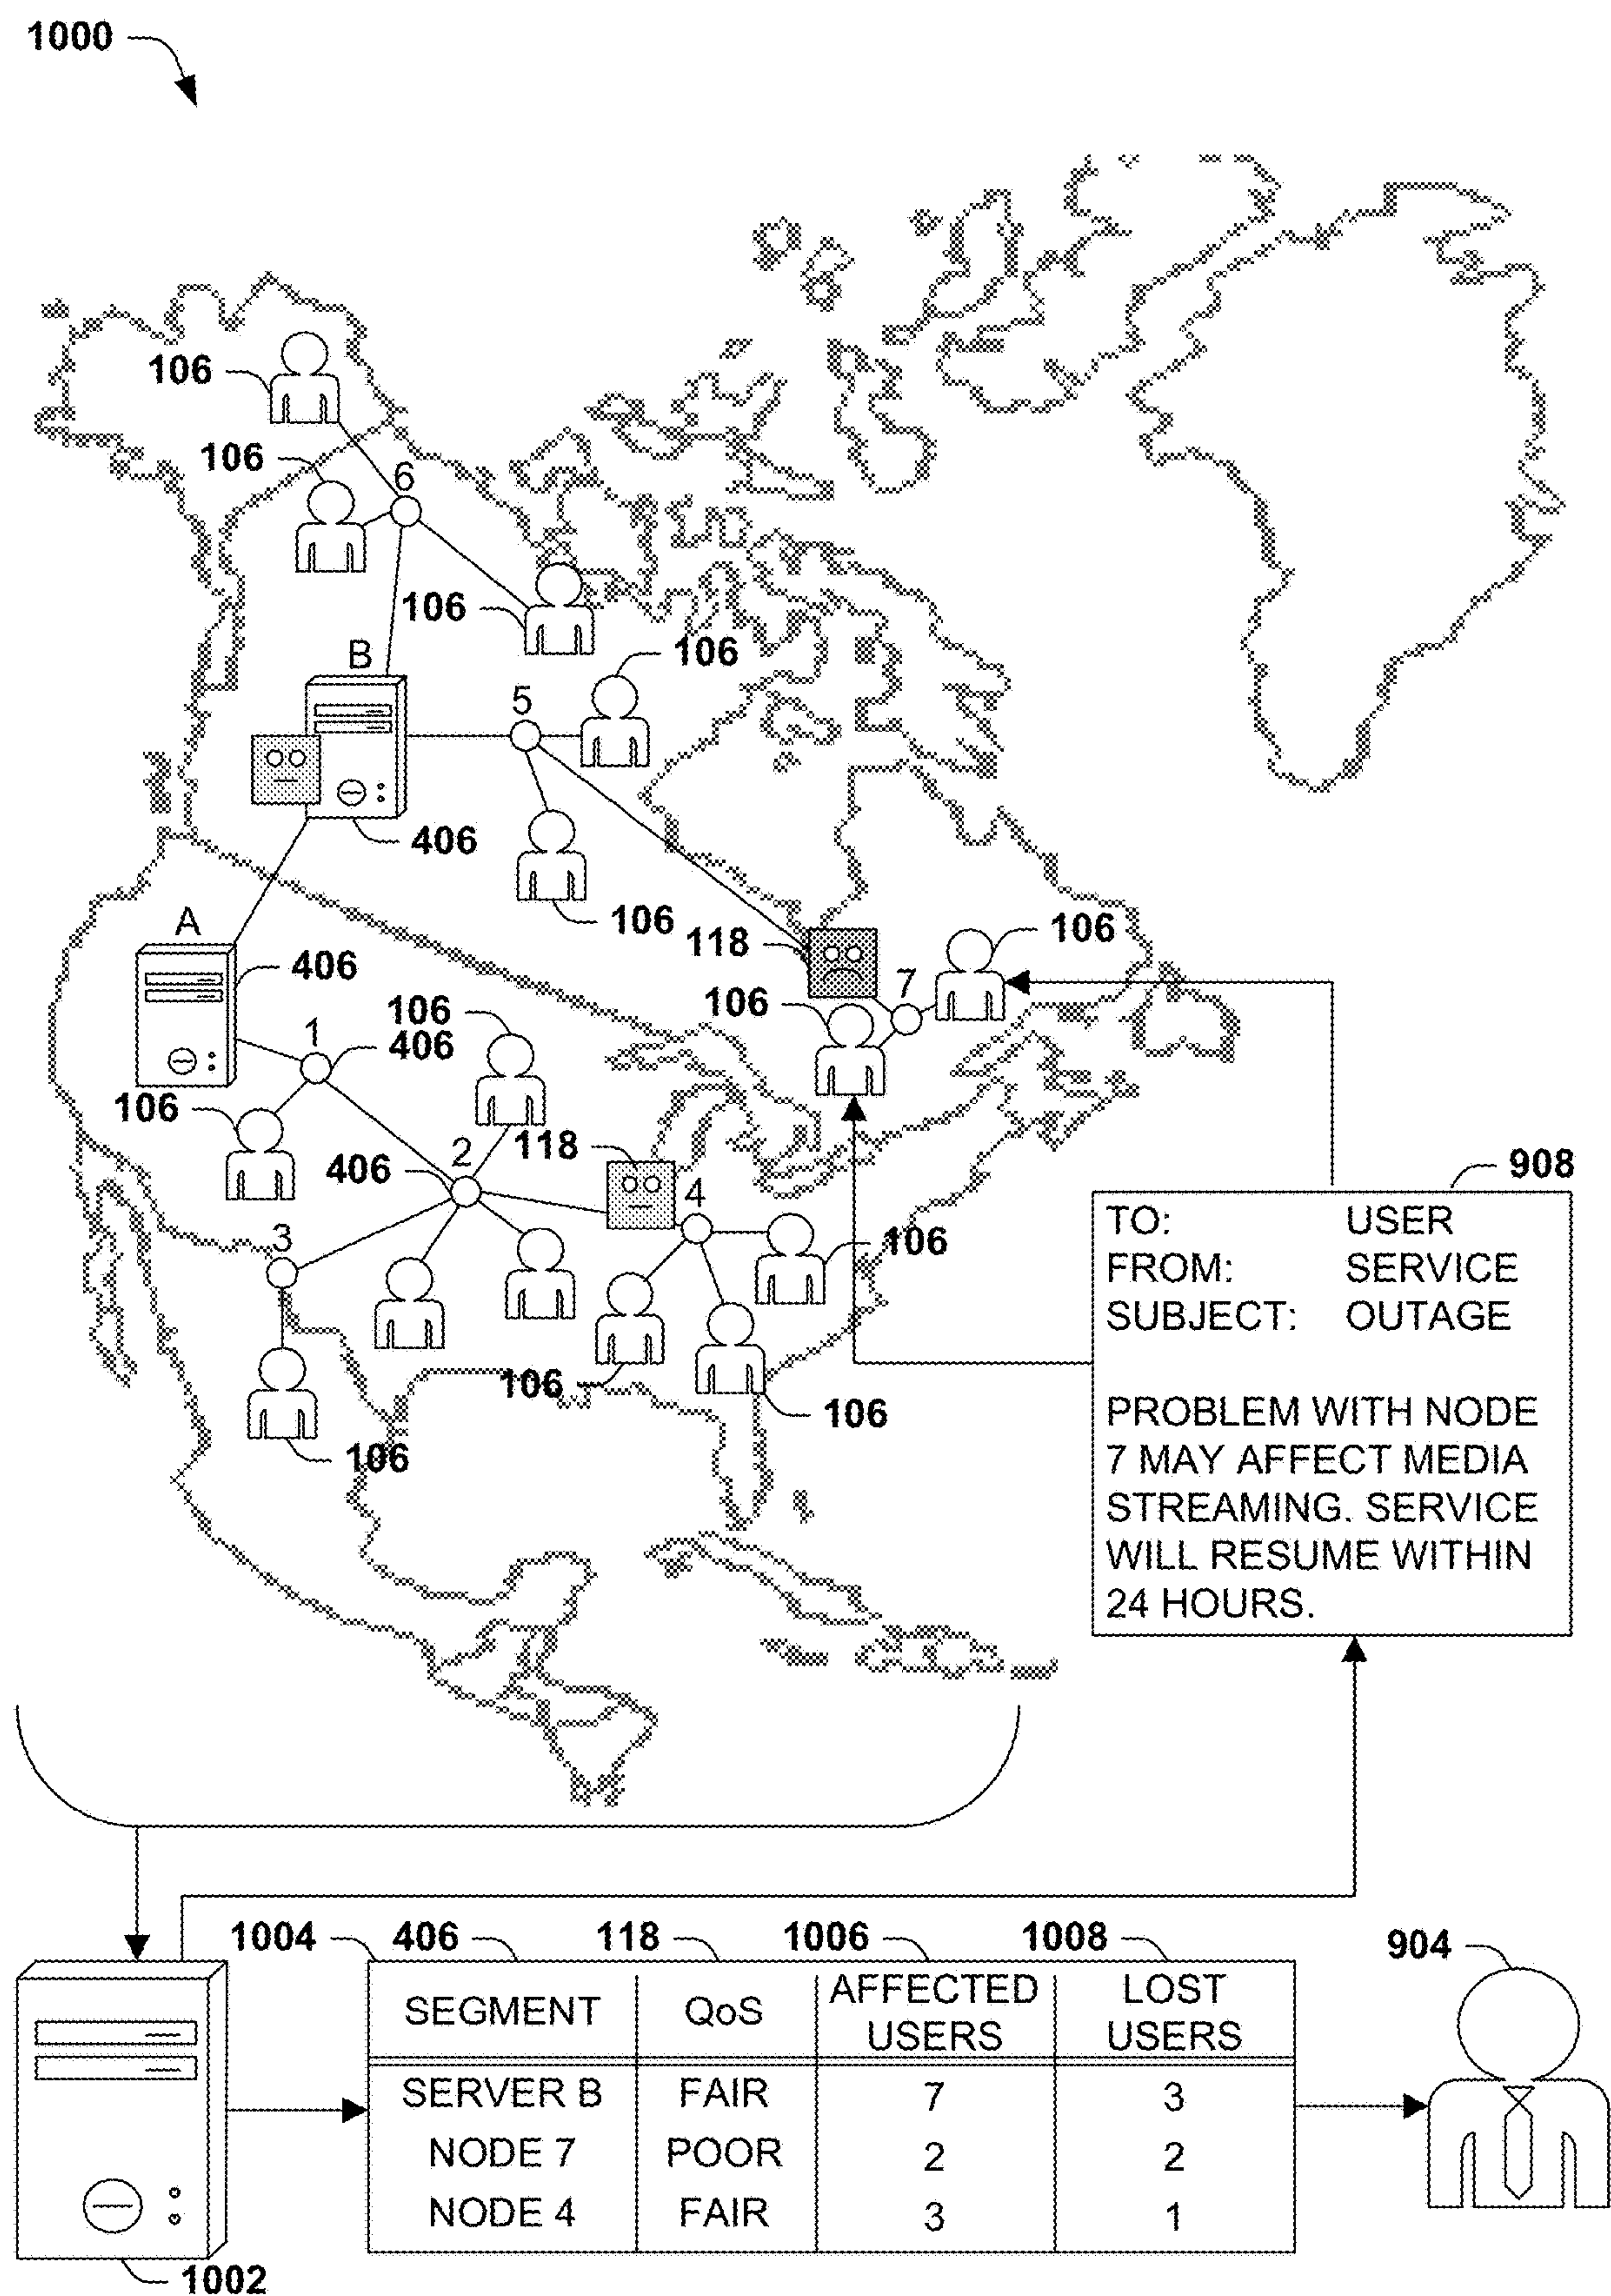 1000
106
106
6
106
B
106
5
406
106
A
406
118
106
7
106
106
1
406
106
118
2
406
4
3
106
106
106
106
908
TO: USER
FROM: SERVICE
SUBJECT: OUTAGE
PROBLEM WITH NODE
7 MAY AFFECT MEDIA
STREAMING. SERVICE
WILL RESUME WITHIN
24 HOURS.
1004 406 118 1006 1008
904
SEGMENT QoS AFFECTED USERS LOST USERS
SERVER B FAIR 7 3
NODE 7 POOR 2 2
NODE 4 FAIR 3 1
1002